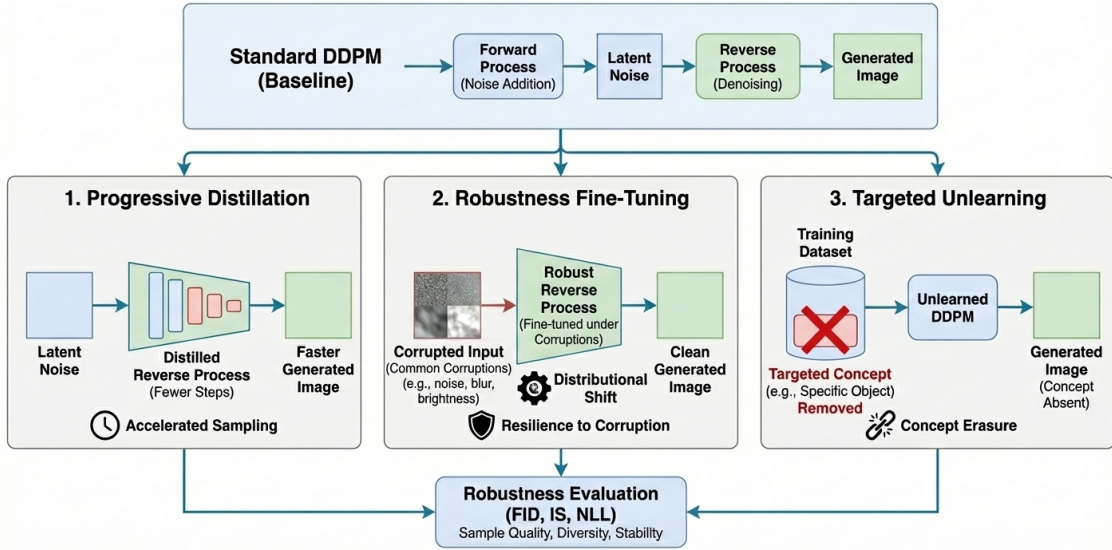 Standard DDPM
(Baseline)
Forward
Process
(Noise Addition)
Latent
Noise
Reverse
Process
(Denoising)
Generated
Image
1. Progressive Distillation
Latent
Noise
Distilled
Reverse Process
(Fewer Steps)
Faster
Generated
Image
Accelerated Sampling
2. Robustness Fine-Tuning
Corrupted Input
(Common Corruptions)
(e.g., noise, blur,
brightness)
Robust
Reverse
Process
(Fine-tuned under
Corruptions)
Distributional
Shift
Clean
Generated
Image
Resilience to Corruption
3. Targeted Unlearning
Training
Dataset
Targeted Concept
(e.g., Specific Object)
Removed
Unlearned
DDPM
Generated
Image
(Concept
Absent)
Concept Erasure
Robustness Evaluation
(FID, IS, NLL)
Sample Quality, Diversity, Stability